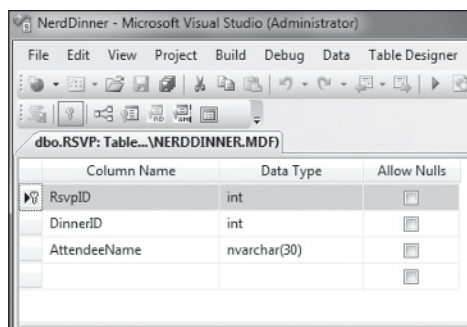 NerdDinner - Microsoft Visual Studio (Administrator)
File Edit View Project Build Debug Data Table Designer
dbo.RSVP: Table...\NERDDINNER.MDF)
Column Name Data Type Allow Nulls
RsvpID int
DinnerID int
AttendeeName nvarchar(30)